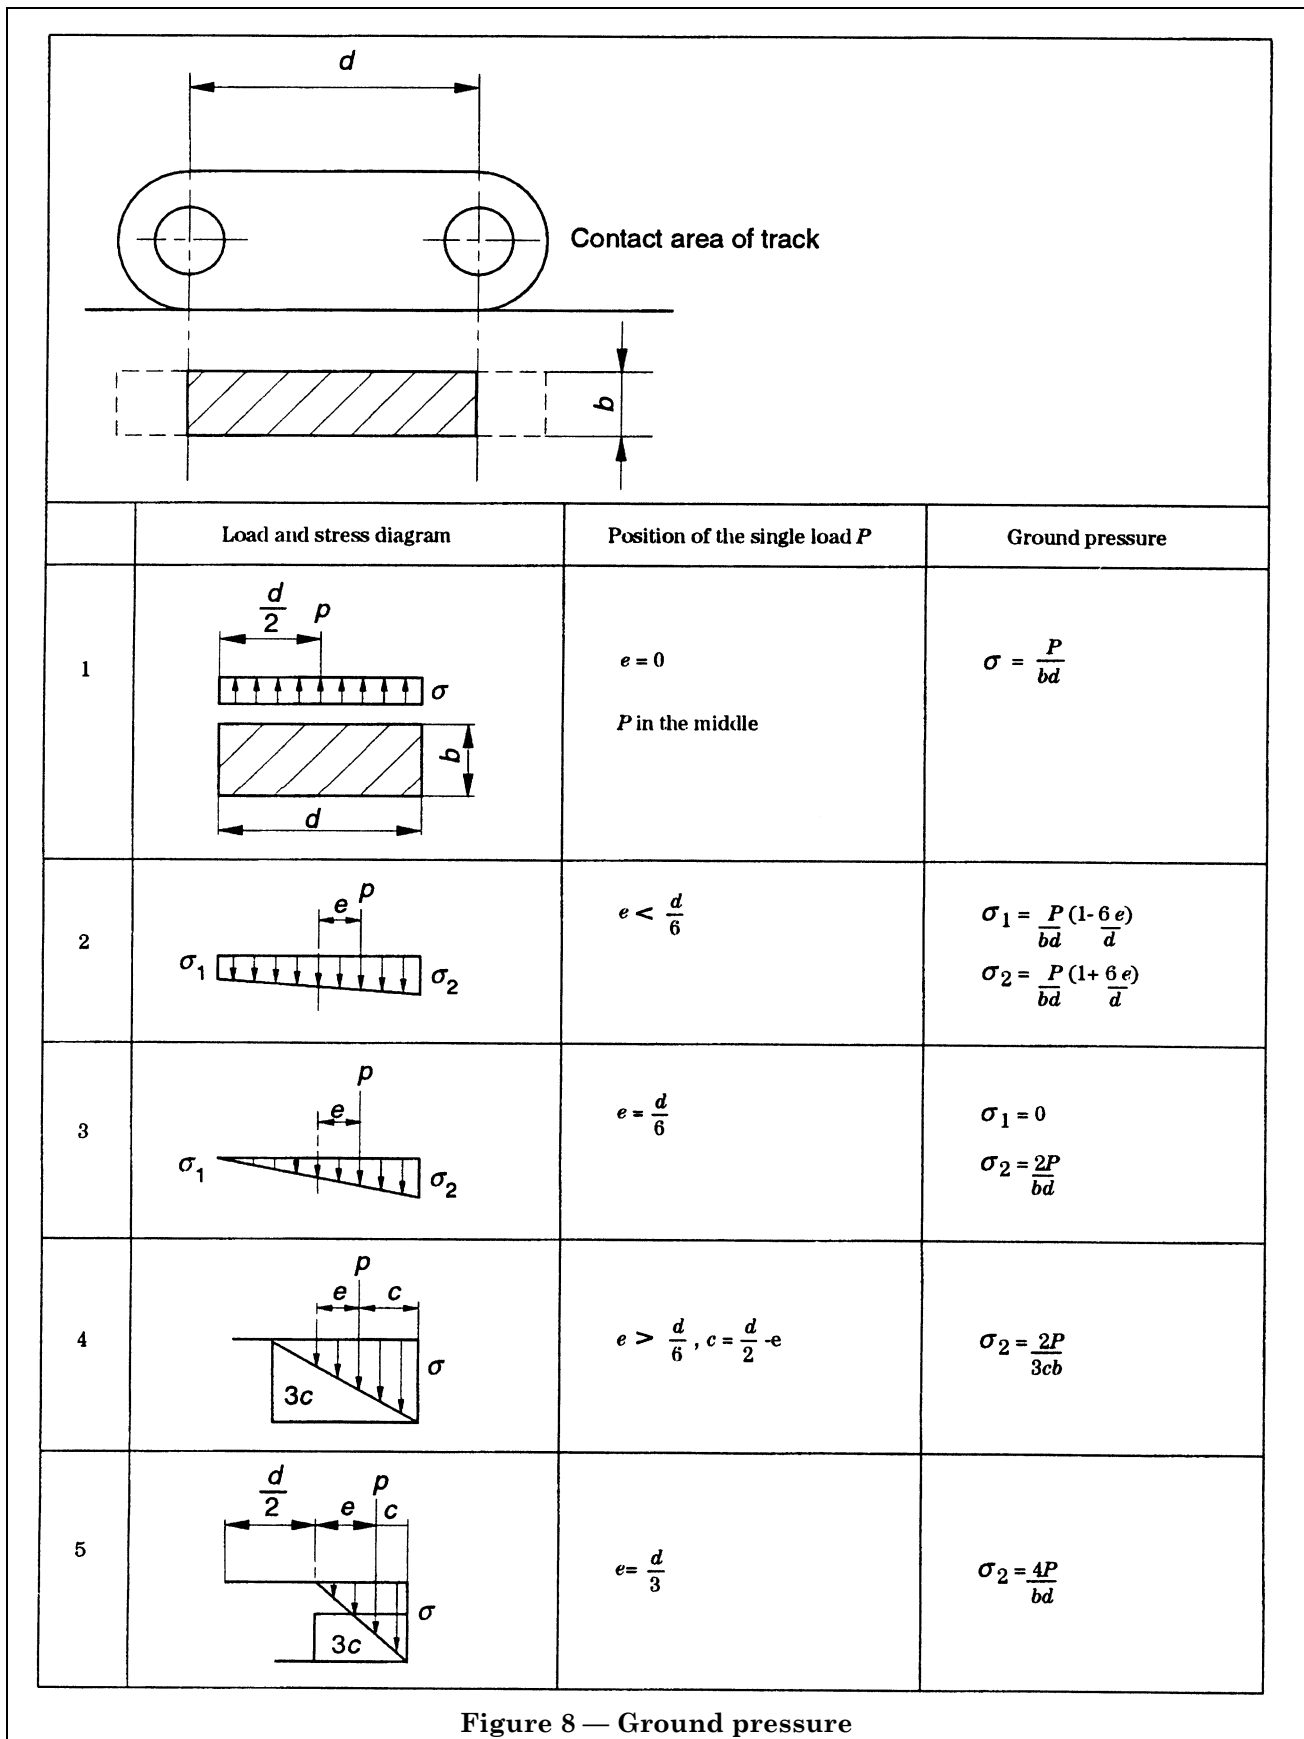 d
Contact area of track
b
Load and stress diagram Position of the single load P Ground pressure
1
d/2 p
σ
b
d
e = 0
P in the middle
σ = P/bd
2
e p
σ1 σ2
e < d/6
σ1 = P/bd (1- 6e/d)
σ2 = P/bd (1+ 6e/d)
3
p
e
σ1 σ2
e = d/6
σ1 = 0
σ2 = 2P/bd
4
p
e c
σ
3c
e > d/6 , c = d/2 -e
σ2 = 2P/3cb
5
d/2 e p c
σ
3c
e= d/3
σ2 = 4P/bd
Figure 8 — Ground pressure